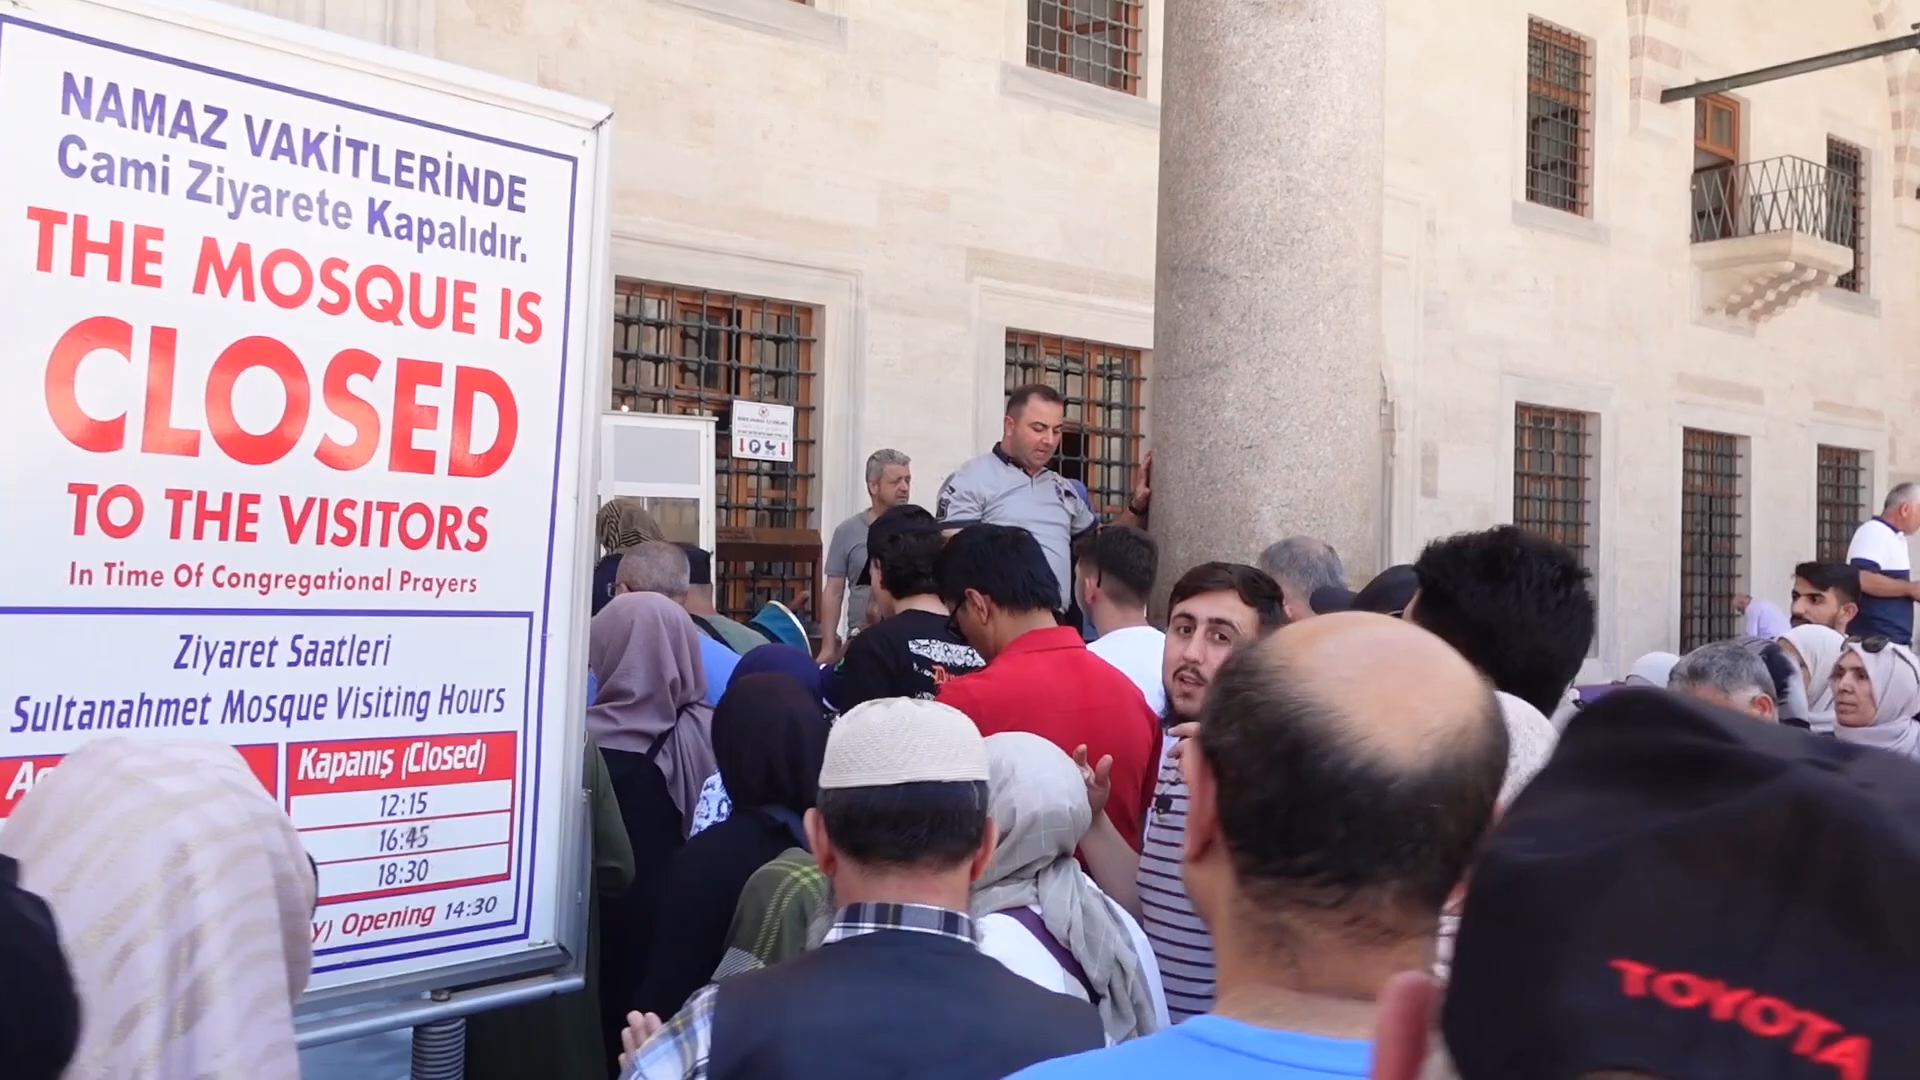 NAMAZ VAKİTLERİNDE
Cami Ziyarete Kapalıdır.
THE MOSQUE IS
CLOSED
TO THE VISITORS
In Time Of Congregational Prayers
Ziyaret Saatleri
Sultanahmet Mosque Visiting Hours
Kapanış (Closed)
12:15
16:45
18:30
Opening 14:30
TOYOTA